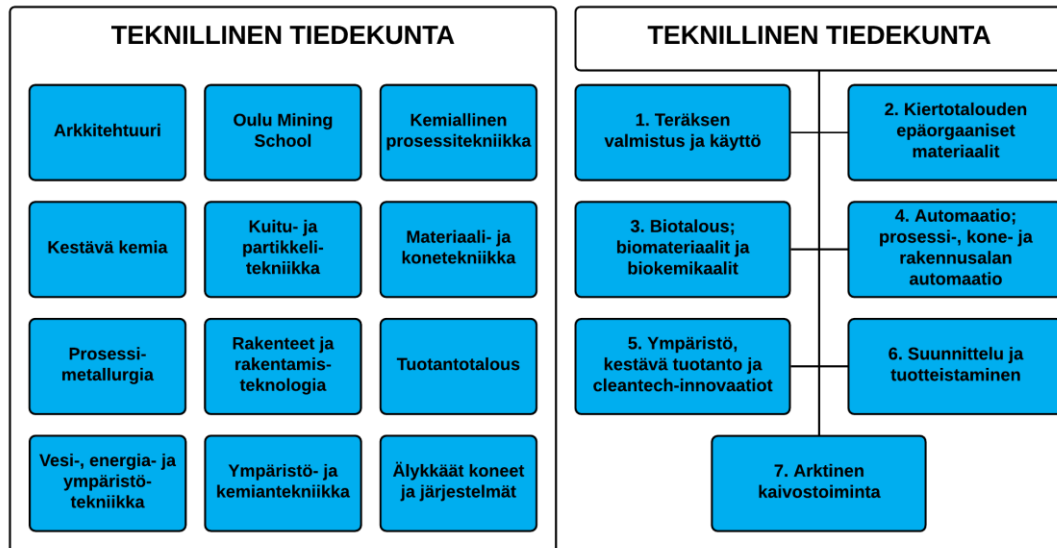 TEKNILLINEN TIEDEKUNTA
Arkkitehtuuri
Oulu Mining
School
Kemiallinen
prosessitekniikka
Kestävä kemia
Kuitu- ja
partikkeli-
tekniikka
Materiaali- ja
konetekniikka
Prosessi-
metallurgia
Rakenteet ja
rakentamis-
teknologia
Tuotantotalous
Vesi-, energia- ja
ympäristö-
tekniikka
Ympäristö- ja
kemiantekniikka
Älykkäät koneet
ja järjestelmät
TEKNILLINEN TIEDEKUNTA
1. Teräksen
valmistus ja käyttö
2. Kiertotalouden
epäorgaaniset
materiaalit
3. Biotalous;
biomateriaalit ja
biokemikaalit
4. Automaatio;
prosessi-, kone- ja
rakennusalan
automaatio
5. Ympäristö,
kestävä tuotanto ja
cleantech-innovaatiot
6. Suunnittelu ja
tuotteistaminen
7. Arktinen
kaivostoiminta